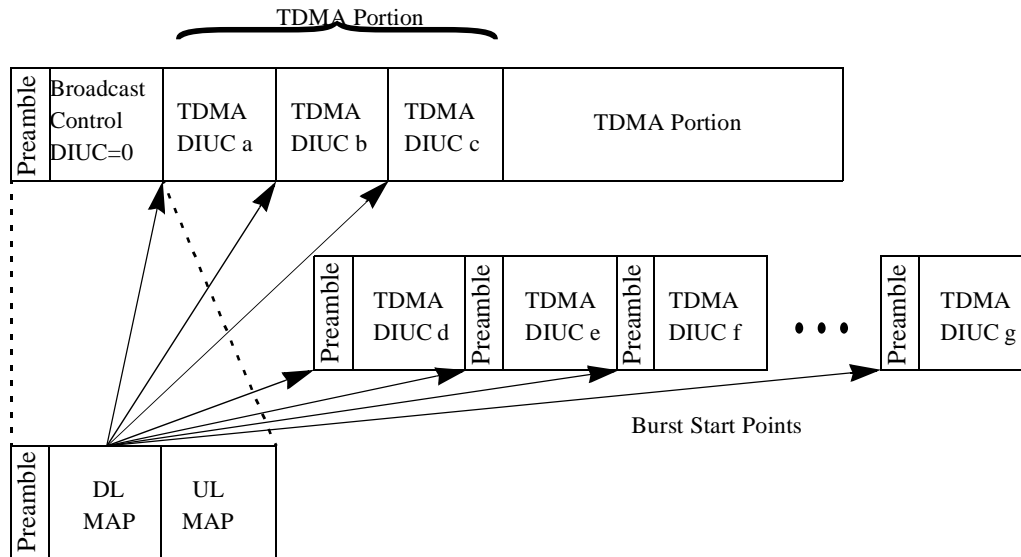 TDMA Portion
Preamble
Broadcast
Control
DIUC=0
TDMA
DIUC a
TDMA
DIUC b
TDMA
DIUC c
TDMA Portion
Preamble
TDMA
DIUC d
Preamble
TDMA
DIUC e
Preamble
TDMA
DIUC f
Preamble
TDMA
DIUC g
Burst Start Points
Preamble
DL
MAP
UL
MAP